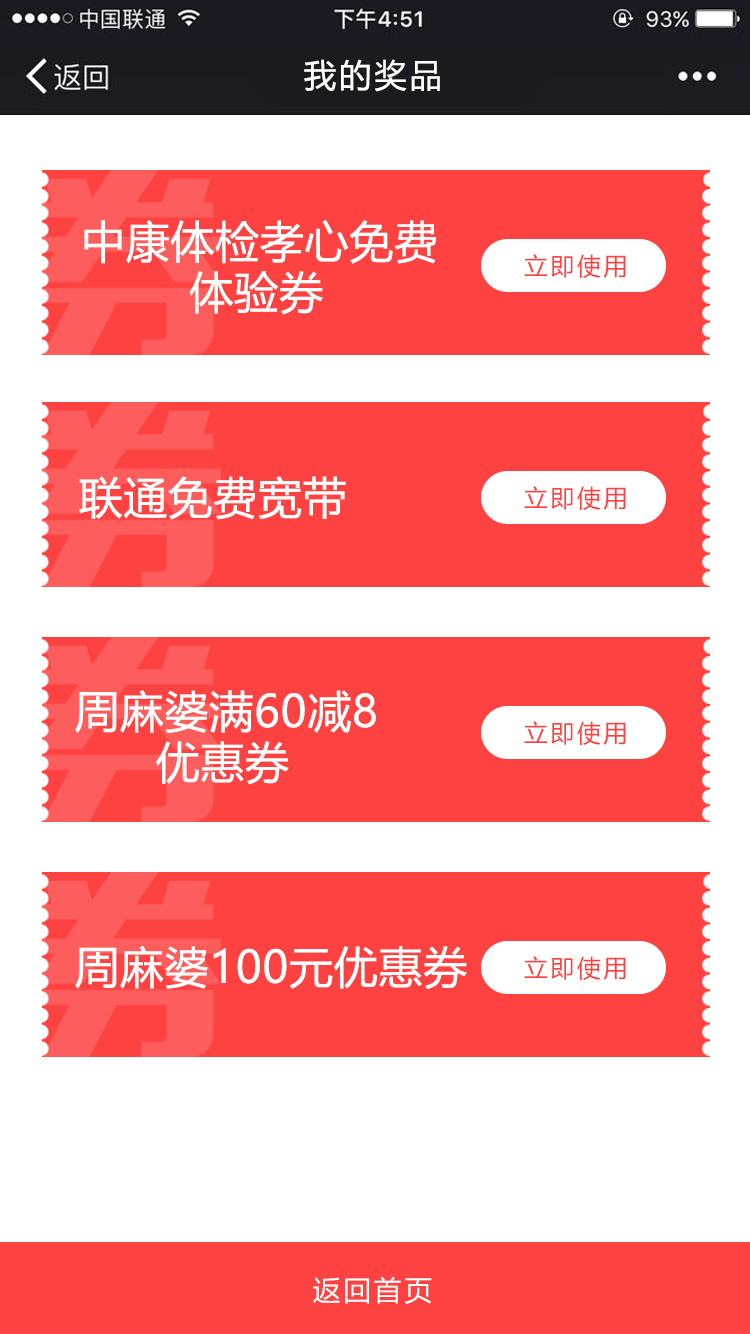 中国联通 下午4:51 93%
返回 我的奖品
中康体检孝心免费
体验券
立即使用
联通免费宽带
立即使用
周麻婆满60减8
优惠券
立即使用
周麻婆100元优惠券
立即使用
券
券
券
券
返回首页